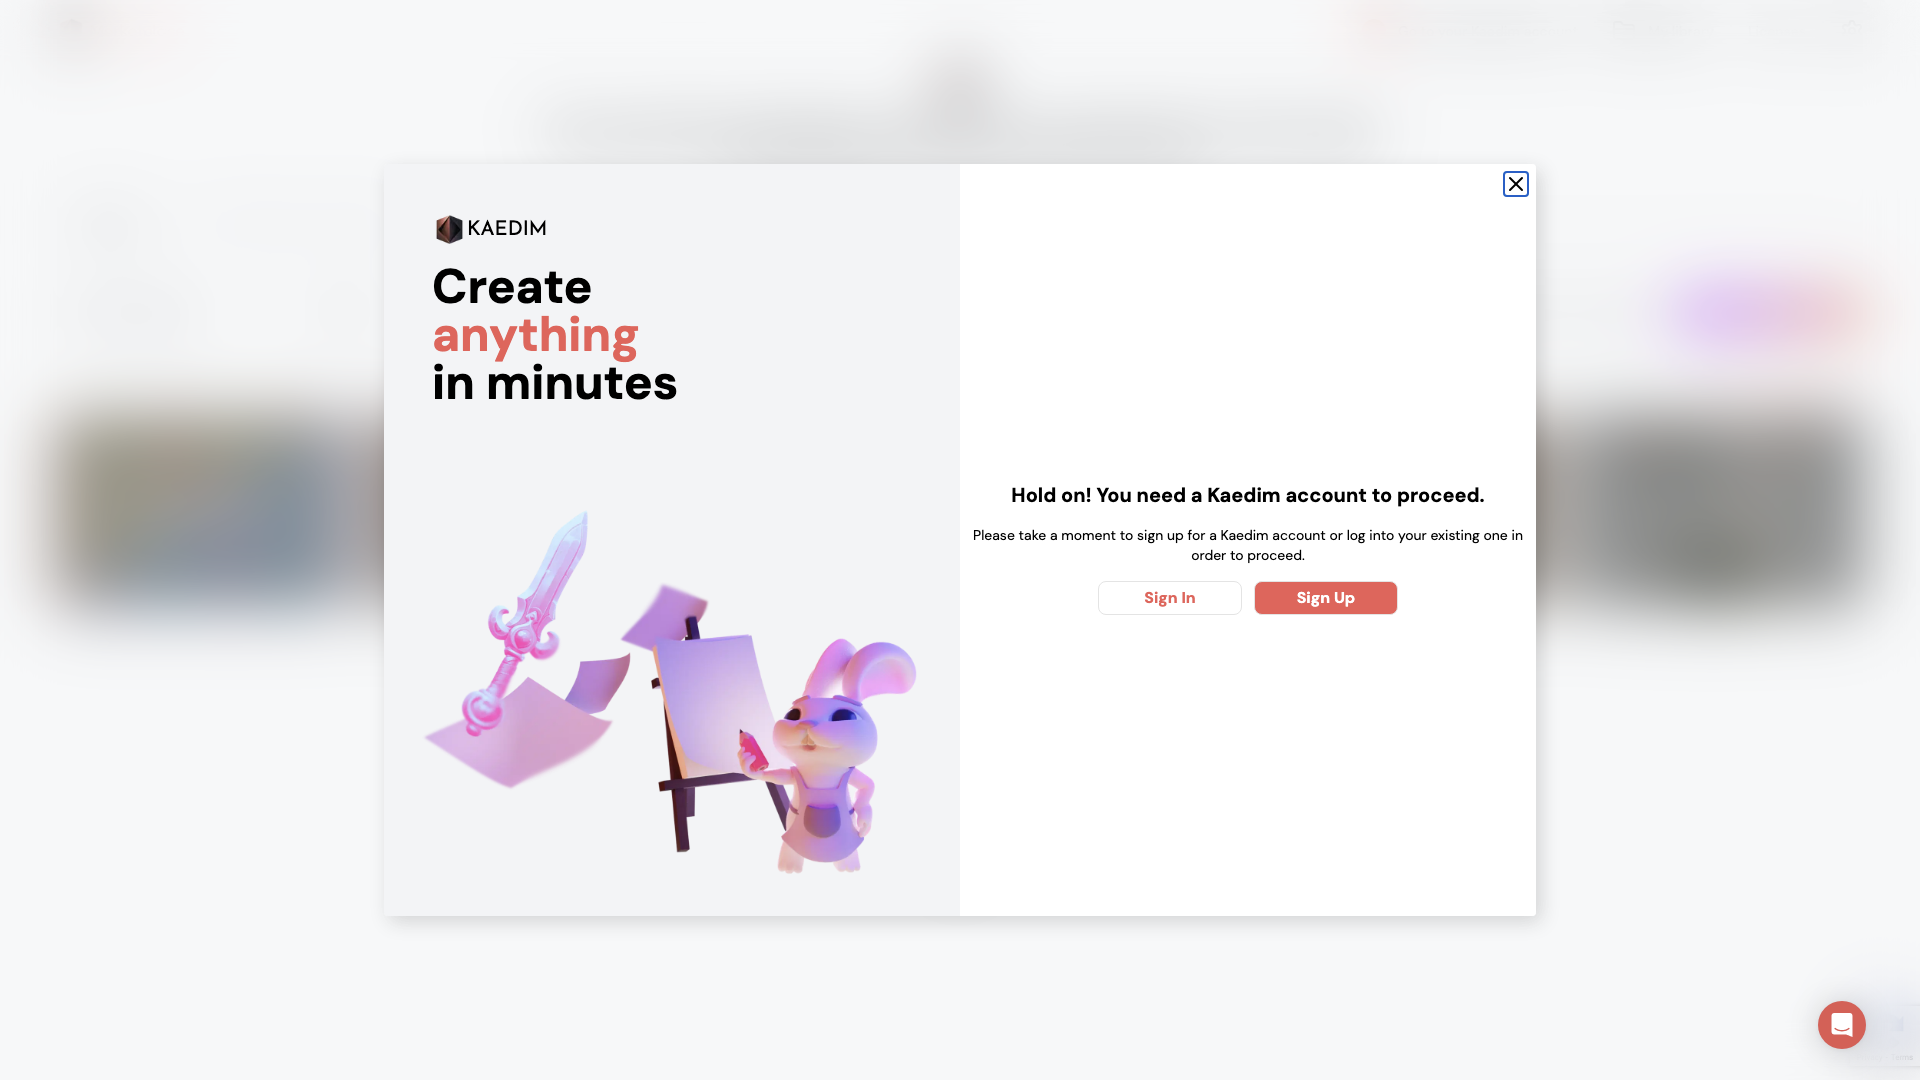 KAEDIM
Create
anything
in minutes
Hold on! You need a Kaedim account to proceed.
Please take a moment to sign up for a Kaedim account or log into your existing one in
order to proceed.
Sign In
Sign Up